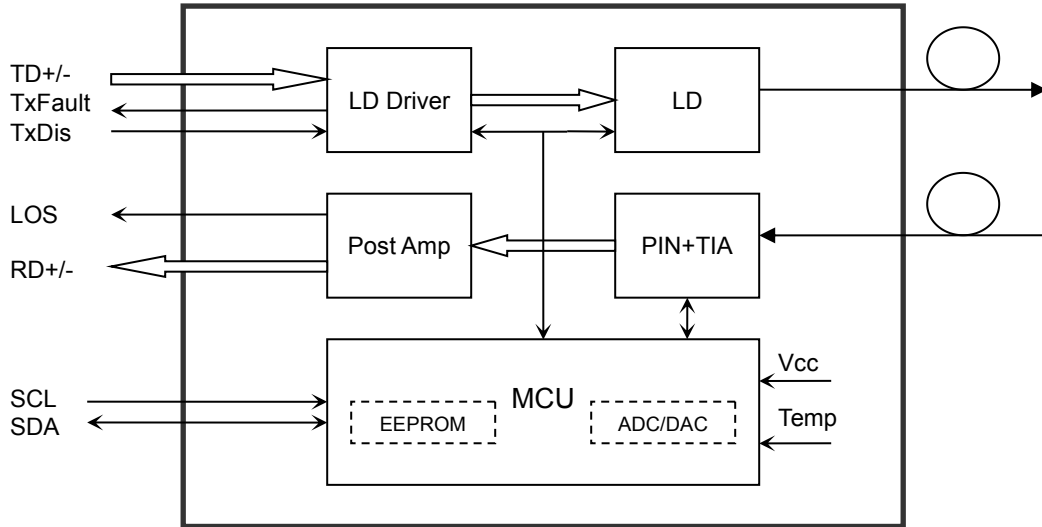 TD+/-
TxFault
TxDis
LD Driver
LD
LOS
RD+/-
Post Amp
PIN+TIA
SCL
SDA
MCU
EEPROM
ADC/DAC
Vcc
Temp